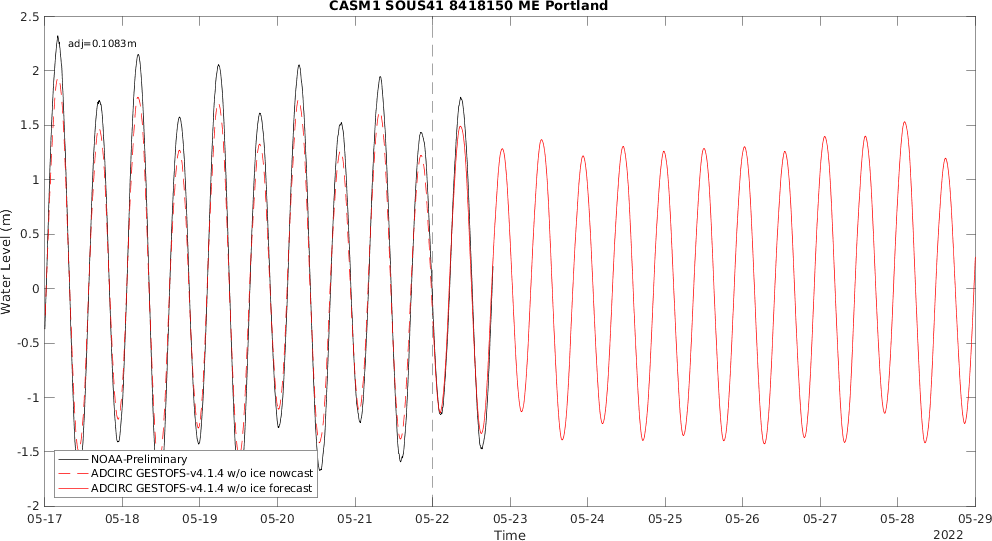 CASM1 SOUS41 8418150 ME Portland
adj=0.1083m
2.5
2
1.5
1
0.5
0
-0.5
-1
-1.5
-2
Water Level (m)
NOAA-Preliminary
ADCIRC GESTOFS-v4.1.4 w/o ice nowcast
ADCIRC GESTOFS-v4.1.4 w/o ice forecast
05-17 05-18 05-19 05-20 05-21 05-22 05-23 05-24 05-25 05-26 05-27 05-28 05-29
Time
2022